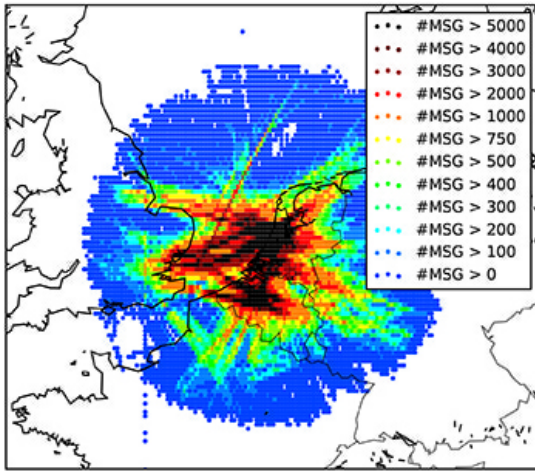 #MSG > 5000
#MSG > 4000
#MSG > 3000
#MSG > 2000
#MSG > 1000
#MSG > 750
#MSG > 500
#MSG > 400
#MSG > 300
#MSG > 200
#MSG > 100
#MSG > 0